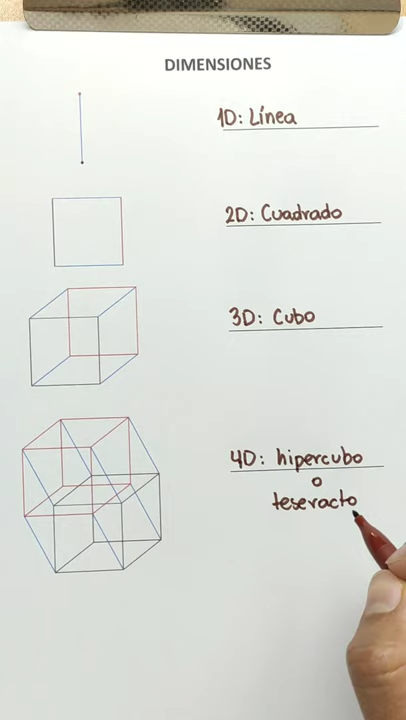 DIMENSIONES
1D: Línea
2D: Cuadrado
3D: Cubo
4D: hipercubo
o
teseracto